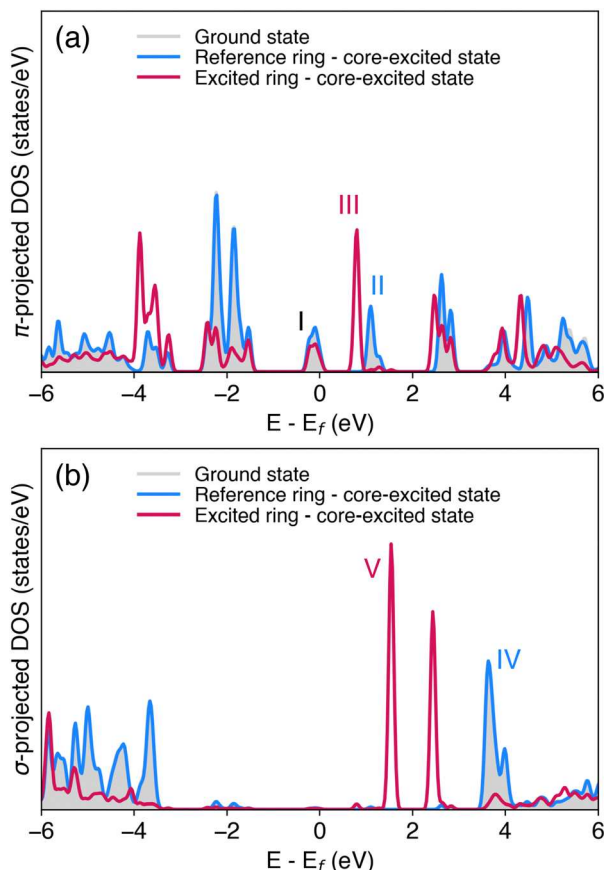 (a)
Ground state
Reference ring - core-excited state
Excited ring - core-excited state
π-projected DOS (states/eV)
III
II
I
−6 −4 −2 0 2 4 6
E - E_f (eV)
(b)
Ground state
Reference ring - core-excited state
Excited ring - core-excited state
σ-projected DOS (states/eV)
V
IV
−6 −4 −2 0 2 4 6
E - E_f (eV)